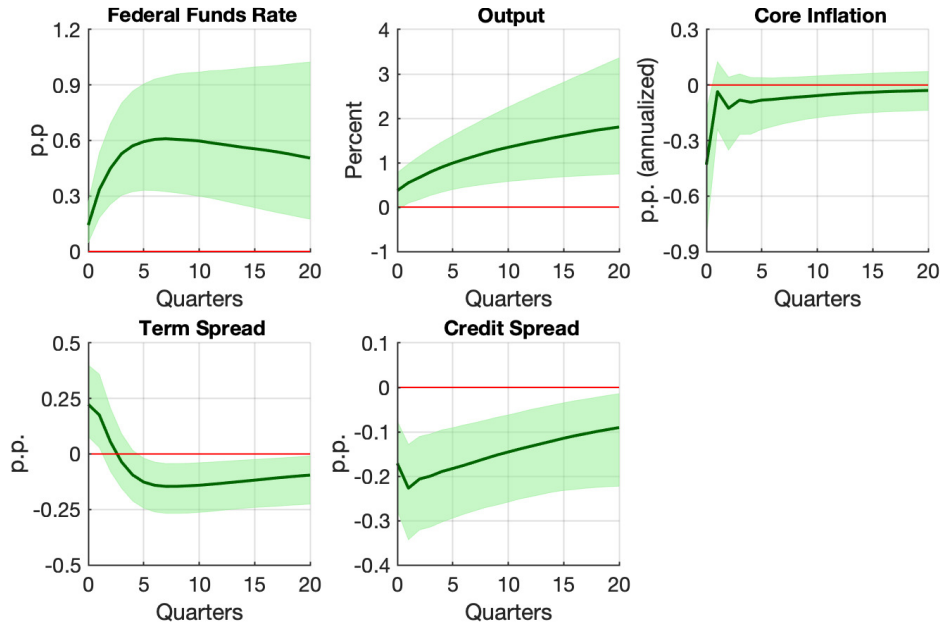 Federal Funds Rate
1.2
0.9
0.6
0.3
0
p.p
0 5 10 15 20
Quarters
Output
4
3
2
1
0
-1
Percent
0 5 10 15 20
Quarters
Core Inflation
0.3
0
-0.3
-0.6
-0.9
p.p. (annualized)
0 5 10 15 20
Quarters
Term Spread
0.5
0.25
0
-0.25
-0.5
p.p.
0 5 10 15 20
Quarters
Credit Spread
0.1
0
-0.1
-0.2
-0.3
-0.4
p.p.
0 5 10 15 20
Quarters